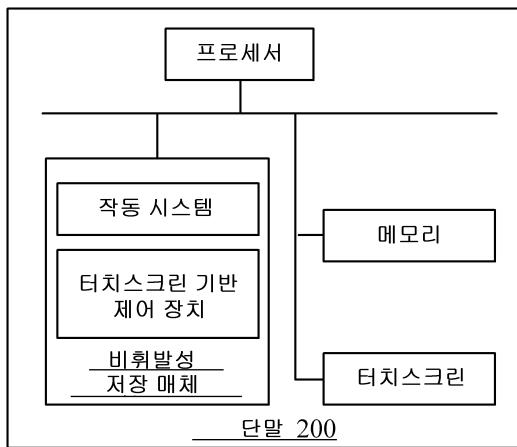 프로세서
작동 시스템
터치스크린 기반
제어 장치
비휘발성
저장 매체
메모리
터치스크린
단말 200